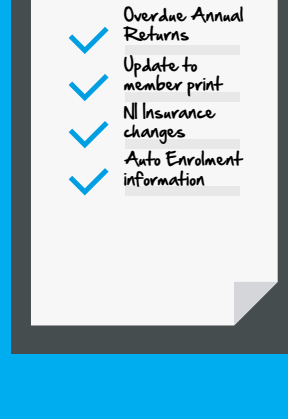 Overdue Annual
Returns
Update to
member print
NI Insurance
changes
Auto Enrolment
information